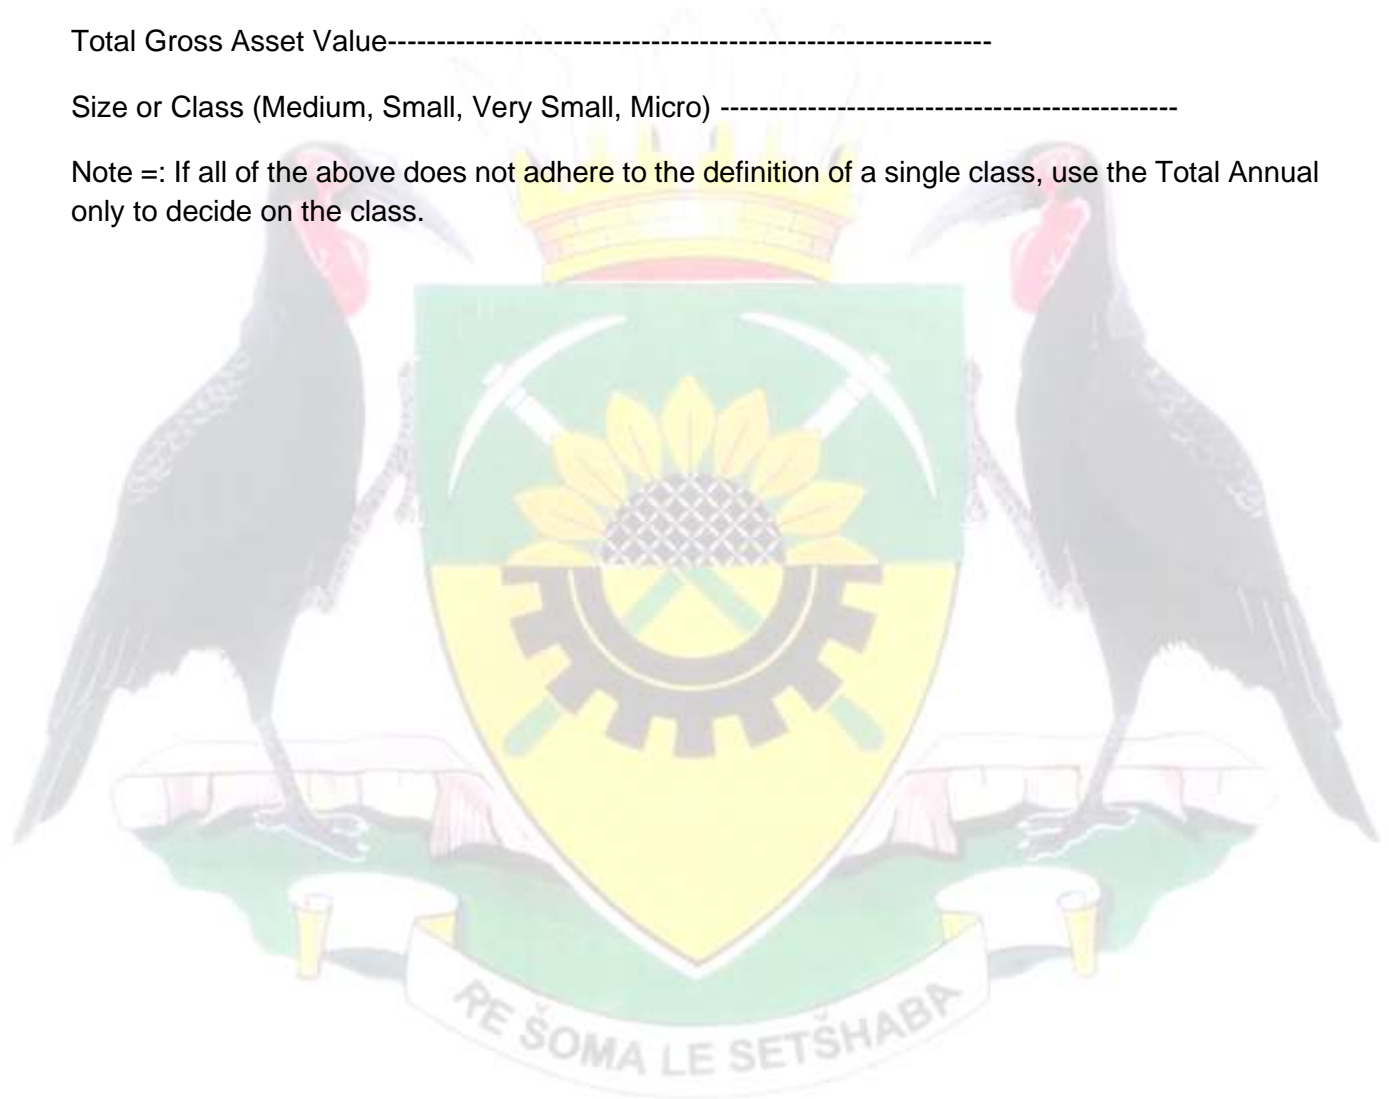 Total Gross Asset Value--------------------------------------------------------------
Size or Class (Medium, Small, Very Small, Micro) -----------------------------------------------
Note =: If all of the above does not adhere to the definition of a single class, use the Total Annual
only to decide on the class.
RE ŠOMA LE SETŠHABA